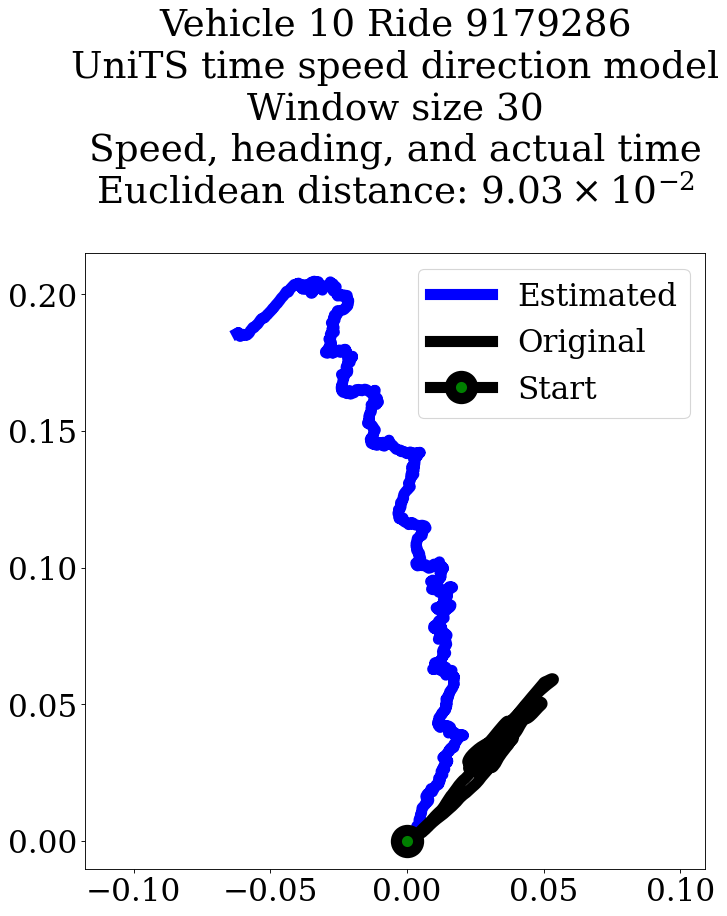 Vehicle 10 Ride 9179286
UniTS time speed direction model
Window size 30
Speed, heading, and actual time
Euclidean distance: 9.03 × 10⁻²
Estimated
Original
Start
0.20
0.15
0.10
0.05
0.00
−0.10 −0.05 0.00 0.05 0.10